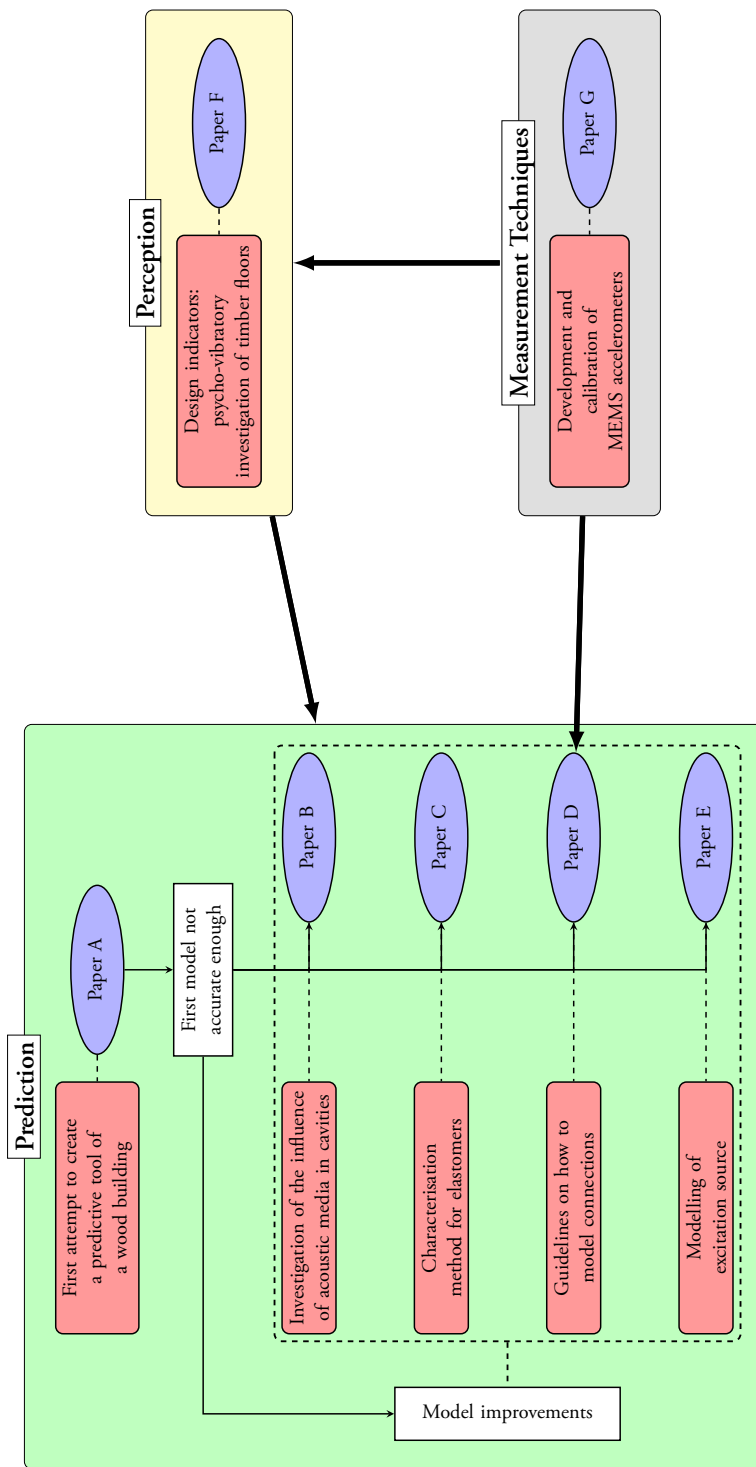 Prediction
First attempt to create
a predictive tool of
a wood building
Paper A
First model not
accurate enough
Investigation of the influence
of acoustic media in cavities
Paper B
Characterisation
method for elastomers
Paper C
Guidelines on how to
model connections
Paper D
Modelling of
excitation source
Paper E
Model improvements
Perception
Design indicators:
psycho-vibratory
investigation of timber floors
Paper F
Measurement Techniques
Development and
calibration of
MEMS accelerometers
Paper G